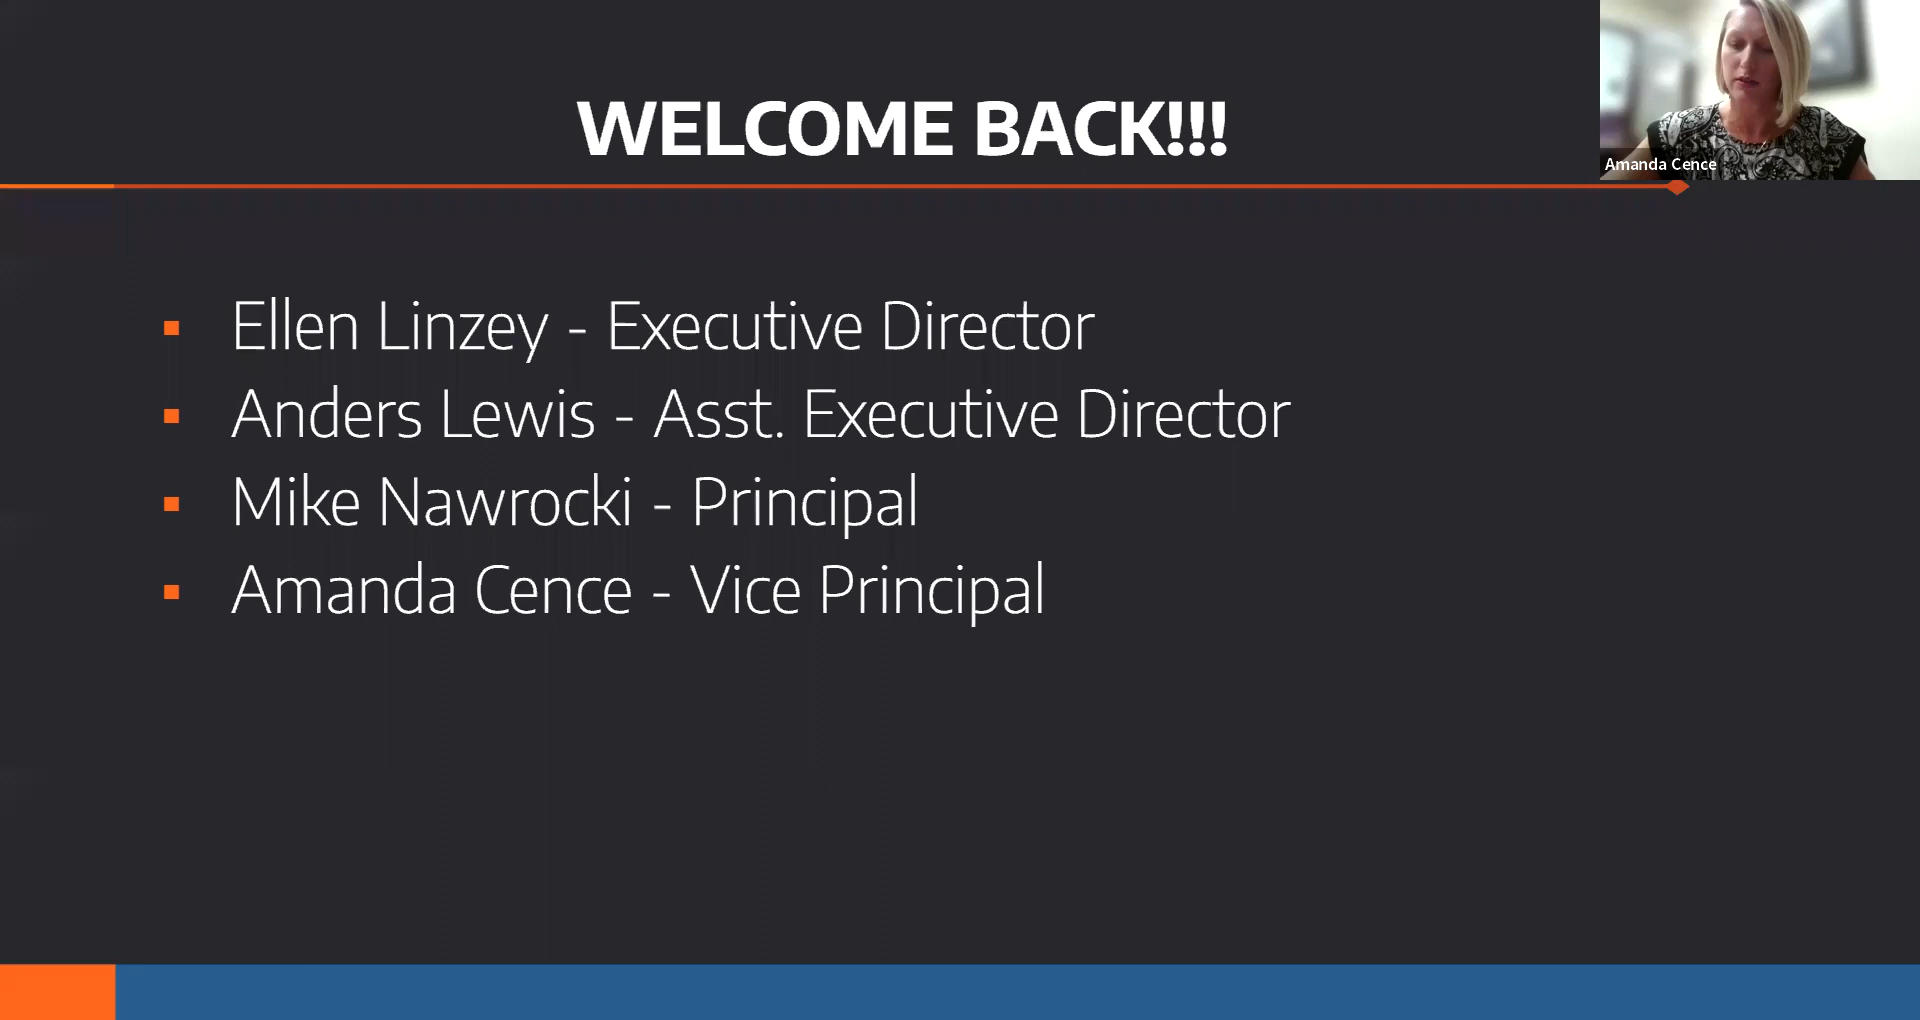 WELCOME BACK!!!
Amanda Cence
Ellen Linzey - Executive Director
Anders Lewis - Asst. Executive Director
Mike Nawrocki - Principal
Amanda Cence - Vice Principal